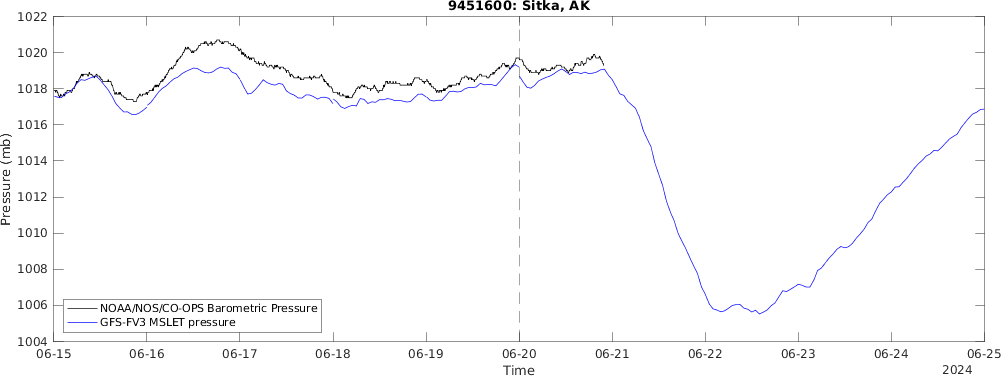 9451600: Sitka, AK
1022
1020
1018
1016
1014
1012
1010
1008
1006
1004
Pressure (mb)
NOAA/NOS/CO-OPS Barometric Pressure
GFS-FV3 MSLET pressure
06-15 06-16 06-17 06-18 06-19 06-20 06-21 06-22 06-23 06-24 06-25
Time 2024